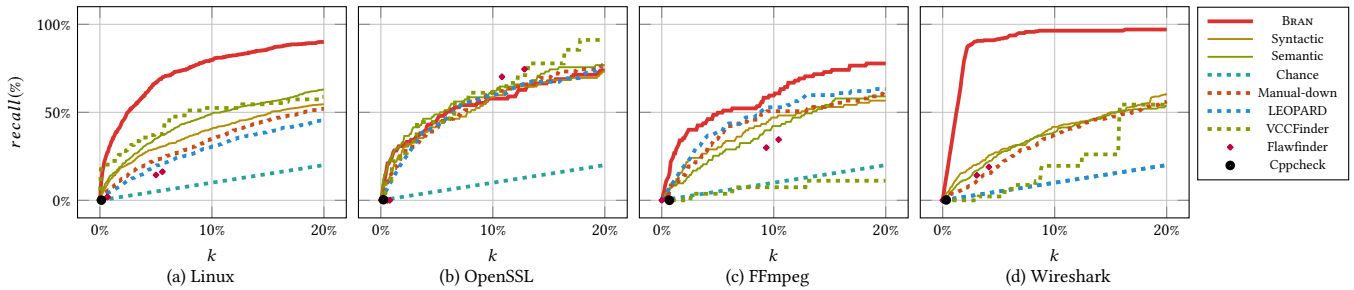 100%
50%
0%
recall(%)
0% 10% 20%
k
(a) Linux
0% 10% 20%
k
(b) OpenSSL
0% 10% 20%
k
(c) FFmpeg
0% 10% 20%
k
(d) Wireshark
BRAN
Syntactic
Semantic
Chance
Manual-down
LEOPARD
VCCFinder
Flawfinder
Cppcheck